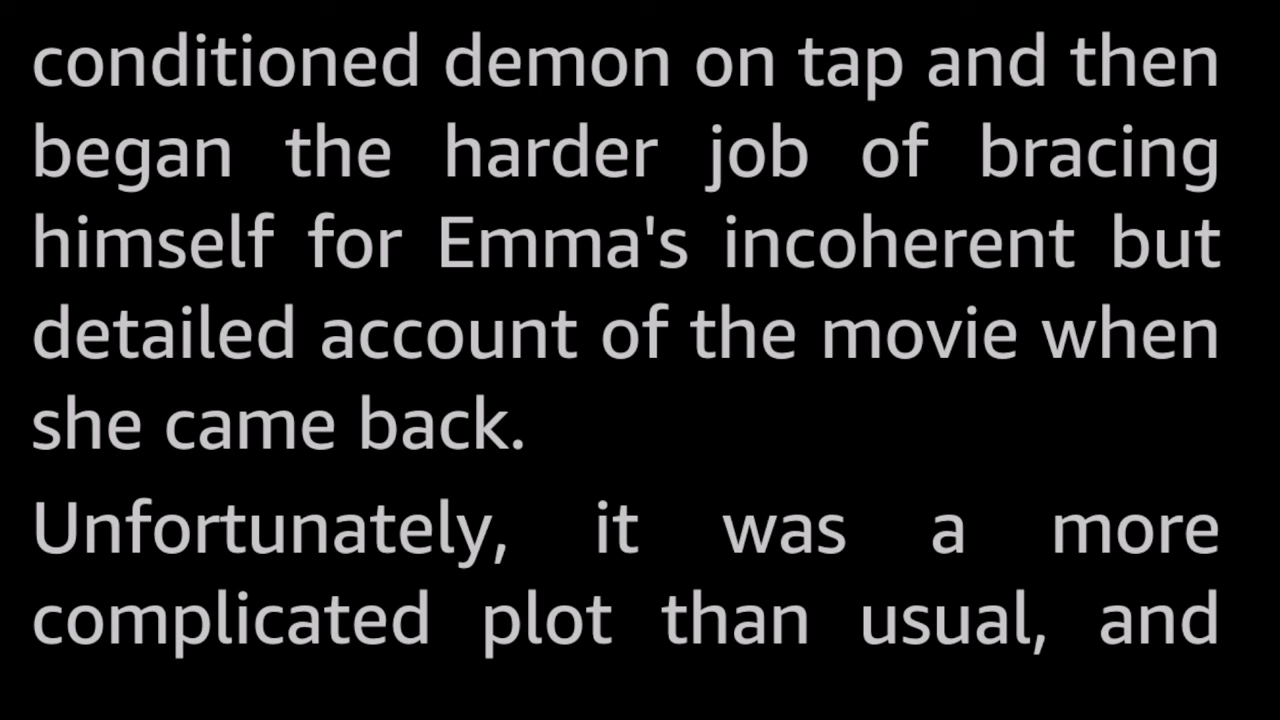 conditioned demon on tap and then
began the harder job of bracing
himself for Emma's incoherent but
detailed account of the movie when
she came back.
Unfortunately, it was a more
complicated plot than usual, and